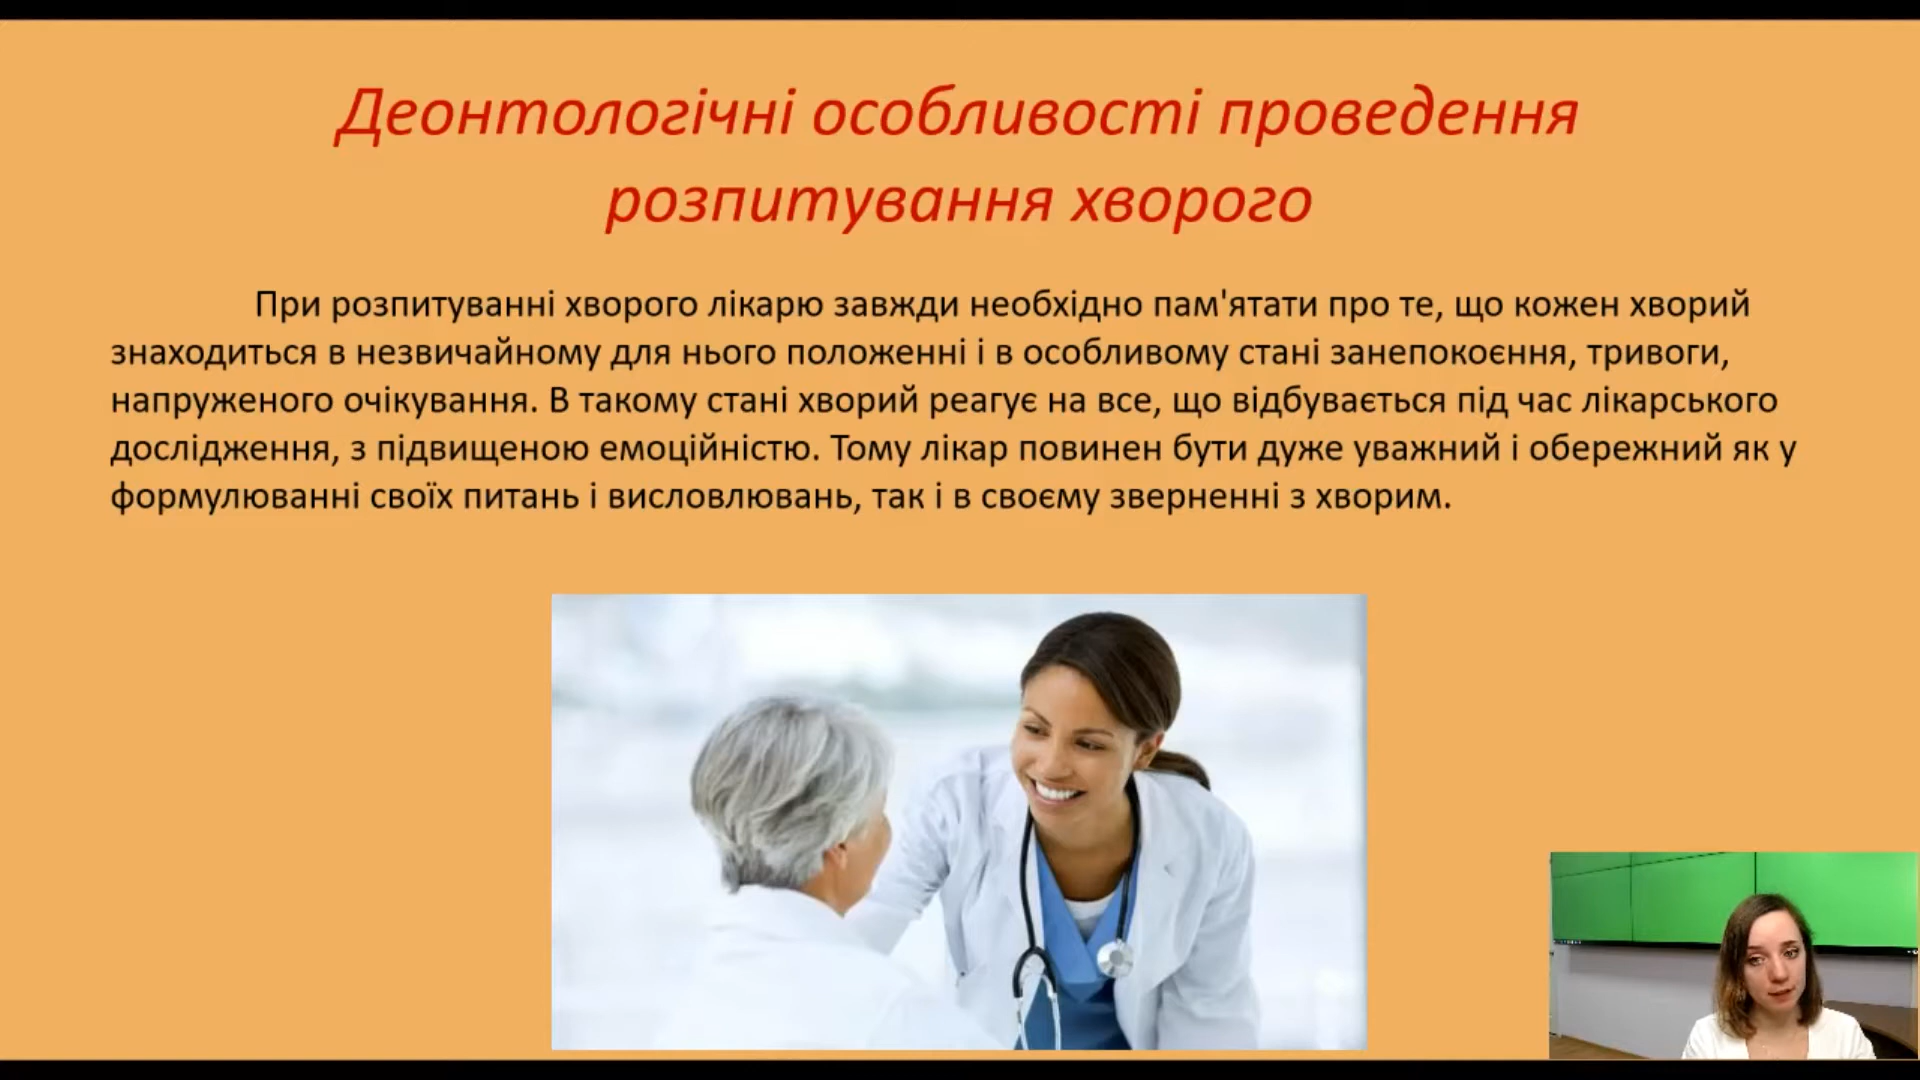 Деонтологічні особливості проведення
розпитування хворого
При розпитуванні хворого лікарю завжди необхідно пам'ятати про те, що кожен хворий
знаходиться в незвичайному для нього положенні і в особливому стані занепокоєння, тривоги,
напруженого очікування. В такому стані хворий реагує на все, що відбувається під час лікарського
дослідження, з підвищеною емоційністю. Тому лікар повинен бути дуже уважний і обережний як у
формулюванні своїх питань і висловлювань, так і в своєму зверненні з хворим.